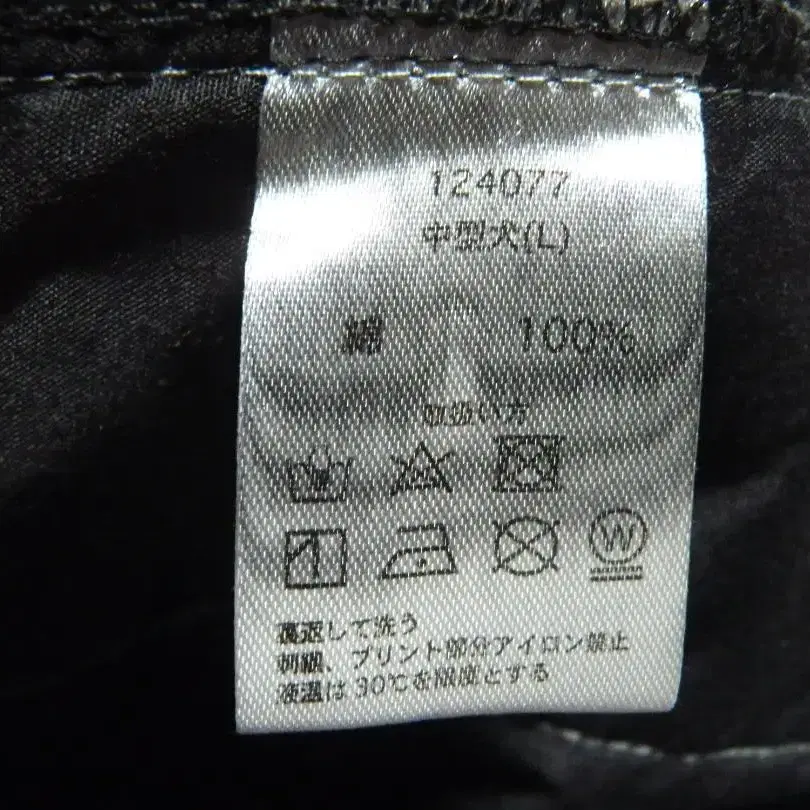 124077
中型犬(L)
綿 100%
取扱い方
W
裏返して洗う
刺繍、プリント部分アイロン禁止
液温は 30℃を限度とする